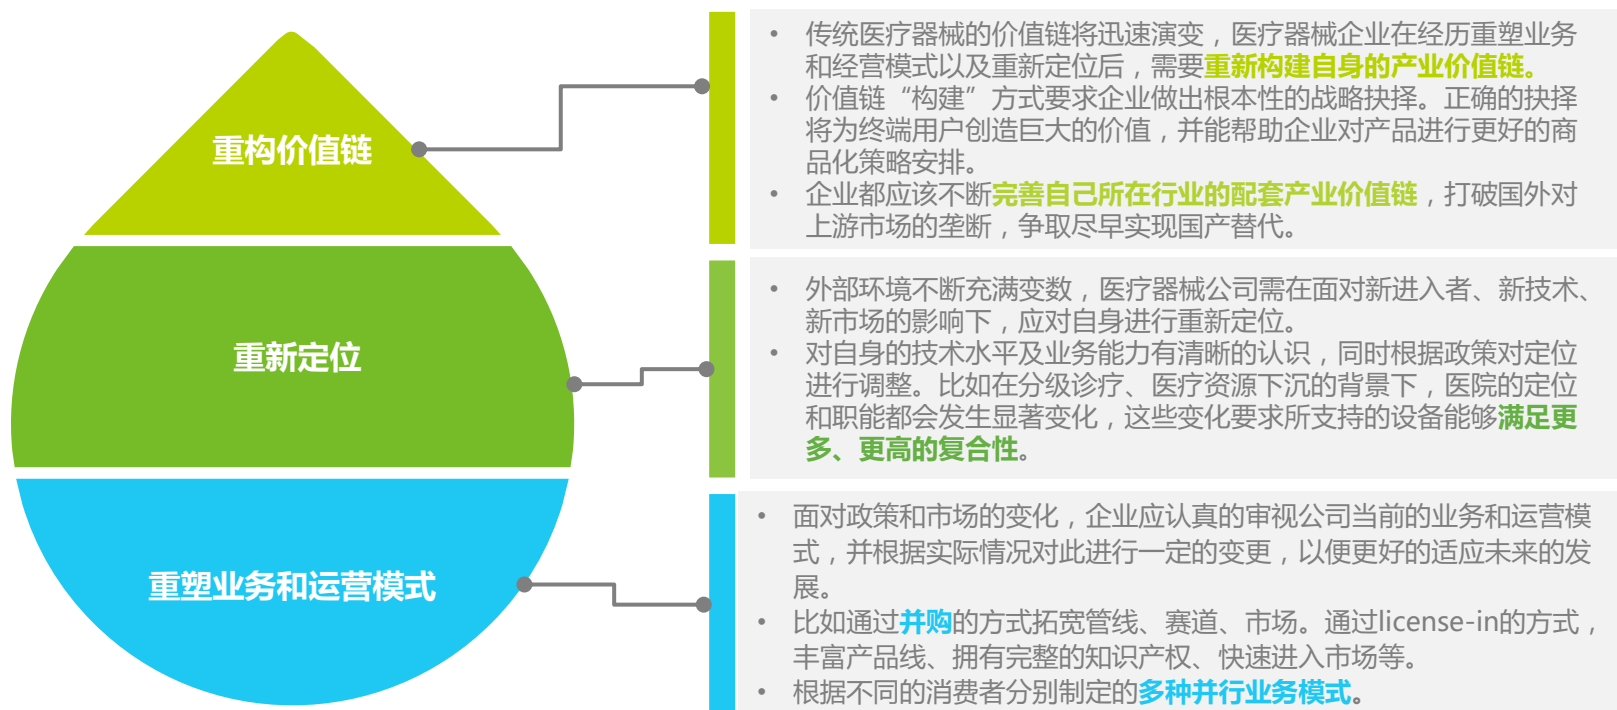 重构价值链
• 传统医疗器械的价值链将迅速演变，医疗器械企业在经历重塑业务
和经营模式以及重新定位后，需要重新构建自身的产业价值链。
• 价值链“构建”方式要求企业做出根本性的战略抉择。正确的抉择
将为终端用户创造巨大的价值，并能帮助企业对产品进行更好的商
品化策略安排。
• 企业都应该不断完善自己所在行业的配套产业价值链，打破国外对
上游市场的垄断，争取尽早实现国产替代。
重新定位
• 外部环境不断充满变数，医疗器械公司需在面对新进入者、新技术、
新市场的影响下，应对自身进行重新定位。
• 对自身的技术水平及业务能力有清晰的认识，同时根据政策对定位
进行调整。比如在分级诊疗、医疗资源下沉的背景下，医院的定位
和职能都会发生显著变化，这些变化要求所支持的设备能够满足更
多、更高的复合性。
重塑业务和运营模式
• 面对政策和市场的变化，企业应认真的审视公司当前的业务和运营模
式，并根据实际情况对此进行一定的变更，以便更好的适应未来的发
展。
• 比如通过并购的方式拓宽管线、赛道、市场。通过license-in的方式，
丰富产品线、拥有完整的知识产权、快速进入市场等。
• 根据不同的消费者分别制定的多种并行业务模式。